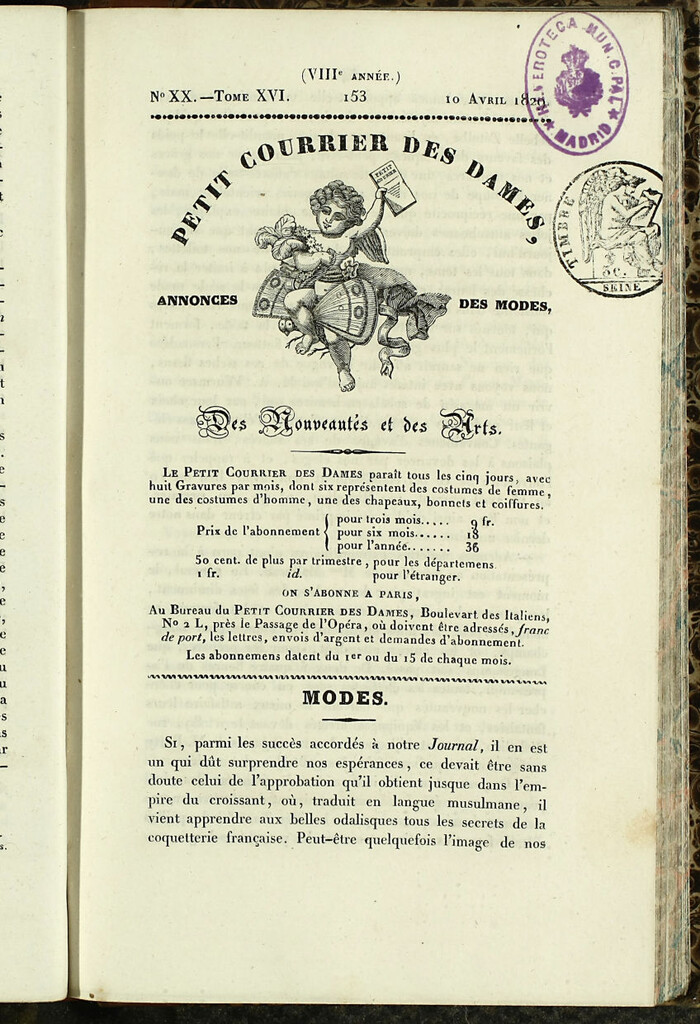 (VIIIe ANNÉE.)
No XX. — TOME XVI. 153 10 AVRIL
HEMEROTECA MUNICIPAL
MADRID
PETIT COURRIER DES DAMES,
PETIT
TIMBRE
5c.
SEINE
ANNONCES DES MODES,
Des Nouveautés et des Arts.
LE PETIT COURRIER DES DAMES paraît tous les cinq jours, avec
huit Gravures par mois, dont six représentent des costumes de femme,
une des costumes d'homme, une des chapeaux, bonnets et coiffures.
Prix de l'abonnement { pour trois mois..... 9 fr.
pour six mois...... 18
pour l'année....... 36
50 cent. de plus par trimestre, pour les départemens
1 fr. id. pour l'étranger.
ON S'ABONNE A PARIS,
Au Bureau du PETIT COURRIER DES DAMES, Boulevart des Italiens,
No 2 L, près le Passage de l'Opéra, où doivent être adressés, franc
de port, les lettres, envois d'argent et demandes d'abonnement.
Les abonnemens datent du 1er ou du 15 de chaque mois.
MODES.
SI, parmi les succès accordés à notre Journal, il en est
un qui dût surprendre nos espérances, ce devait être sans
doute celui de l'approbation qu'il obtient jusque dans l'em-
pire du croissant, où, traduit en langue musulmane, il
vient apprendre aux belles odalisques tous les secrets de la
coquetterie française. Peut-être quelquefois l'image de nos